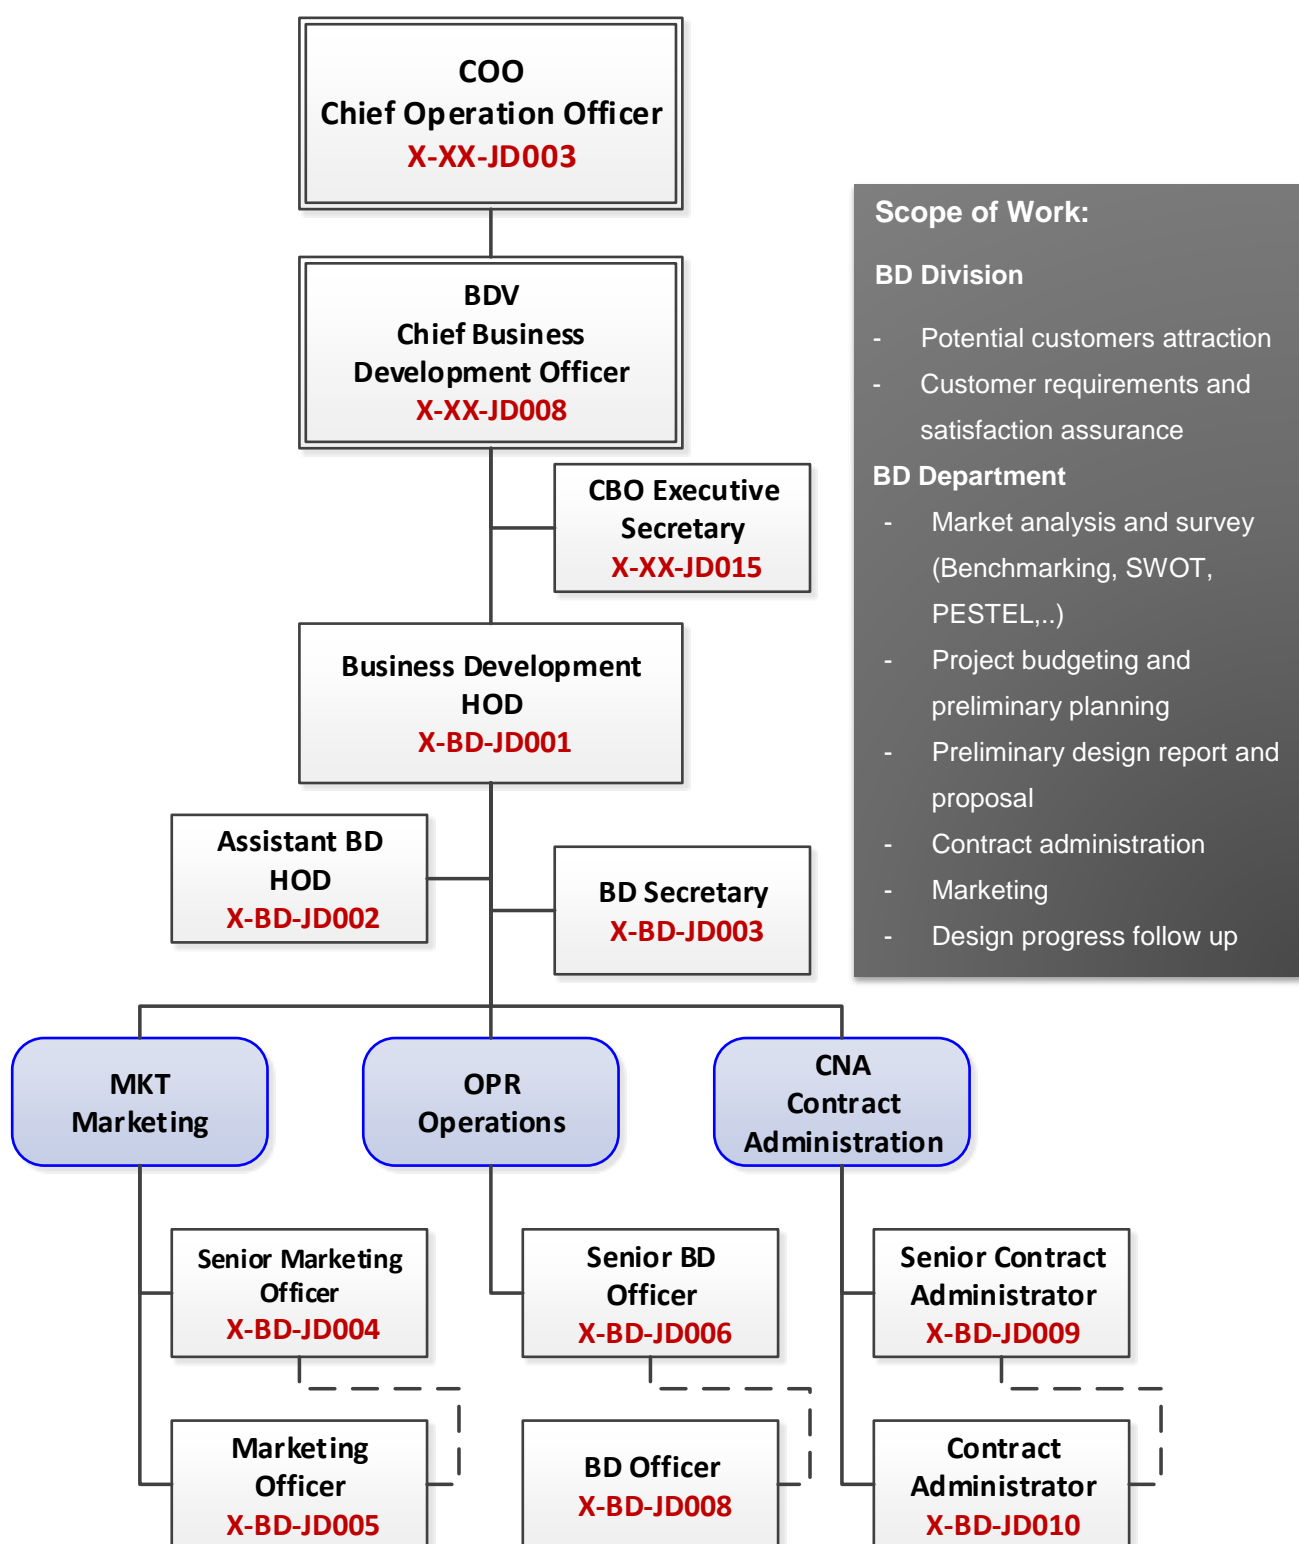 COO
Chief Operation Officer
X-XX-JD003
BDV
Chief Business
Development Officer
X-XX-JD008
CBO Executive
Secretary
X-XX-JD015
Business Development
HOD
X-BD-JD001
Assistant BD
HOD
X-BD-JD002
BD Secretary
X-BD-JD003
Scope of Work:
BD Division
- Potential customers attraction
- Customer requirements and
satisfaction assurance
BD Department
- Market analysis and survey
(Benchmarking, SWOT,
PESTEL,..)
- Project budgeting and
preliminary planning
- Preliminary design report and
proposal
- Contract administration
- Marketing
- Design progress follow up
MKT
Marketing
OPR
Operations
CNA
Contract
Administration
Senior Marketing
Officer
X-BD-JD004
Senior BD
Officer
X-BD-JD006
Senior Contract
Administrator
X-BD-JD009
Marketing
Officer
X-BD-JD005
BD Officer
X-BD-JD008
Contract
Administrator
X-BD-JD010